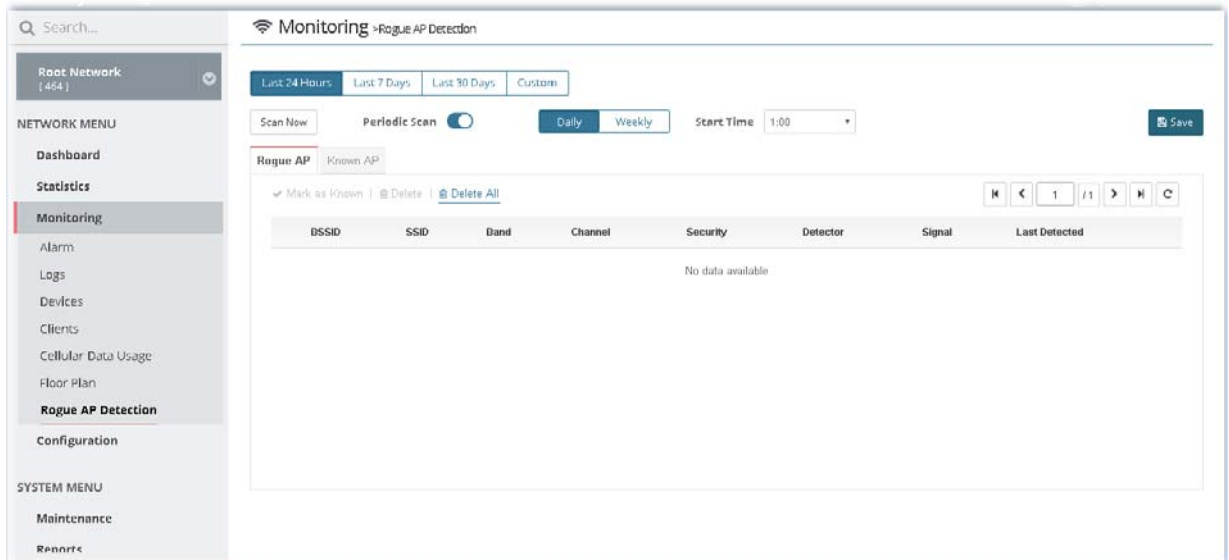 Search...
Monitoring >Rogue AP Detection
Root Network
[ 464 ]
Last 24 Hours
Last 7 Days
Last 30 Days
Custom
Scan Now
Periodic Scan
Daily
Weekly
Start Time
1:00
Save
NETWORK MENU
Dashboard
Statistics
Monitoring
Alarm
Logs
Devices
Clients
Cellular Data Usage
Floor Plan
Rogue AP Detection
Configuration
SYSTEM MENU
Maintenance
Reports
Rogue AP
Known AP
Mark as Known | Delete | Delete All
1 / 1
BSSID SSID Band Channel Security Detector Signal Last Detected
No data available